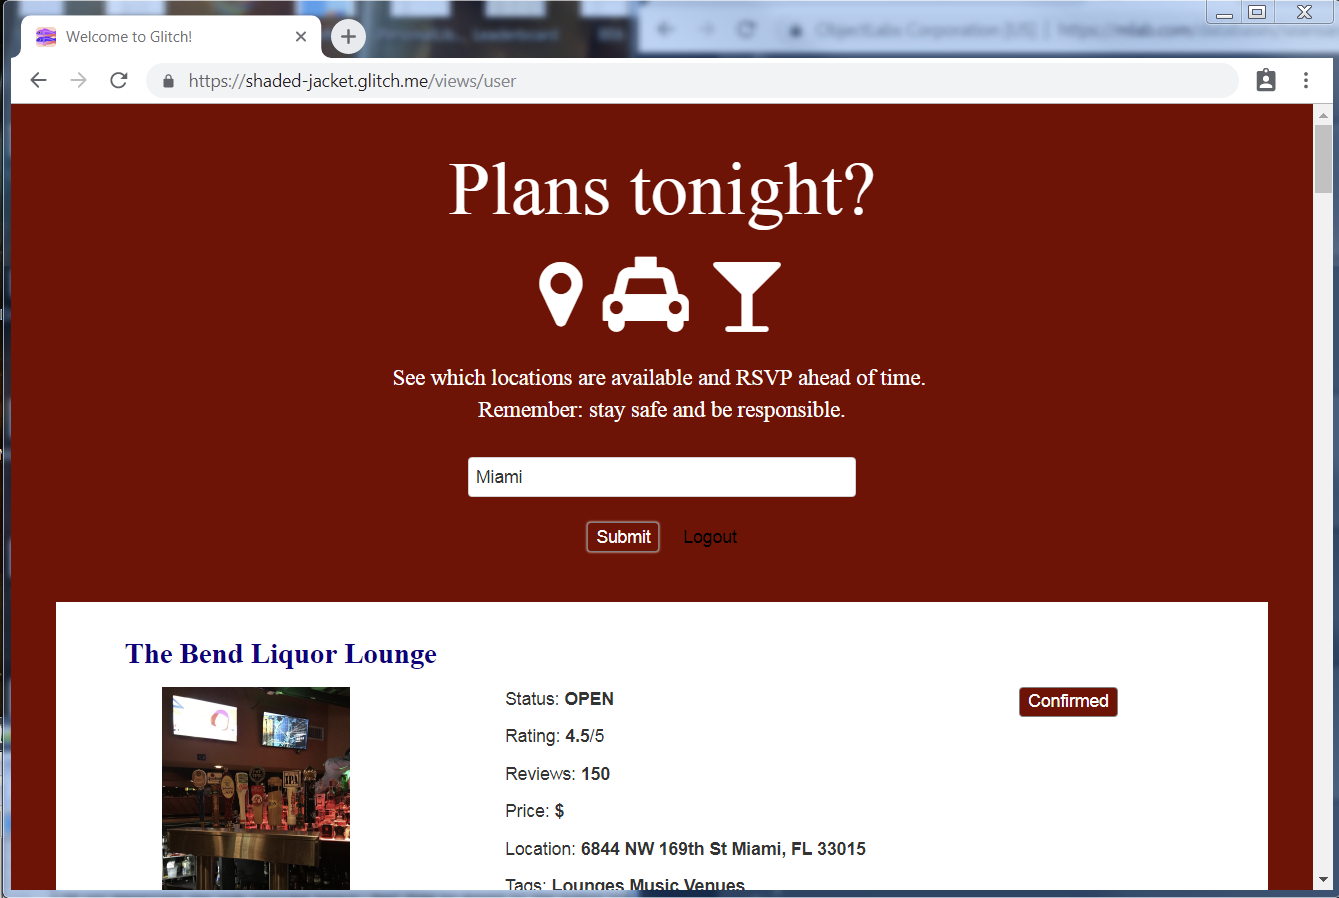 Welcome to Glitch!
https://shaded-jacket.glitch.me/views/user
Plans tonight?
See which locations are available and RSVP ahead of time.
Remember: stay safe and be responsible.
Miami
Submit
Logout
The Bend Liquor Lounge
Status: OPEN
Confirmed
Rating: 4.5/5
Reviews: 150
Price: $
Location: 6844 NW 169th St Miami, FL 33015
Tags: Lounges Music Venues